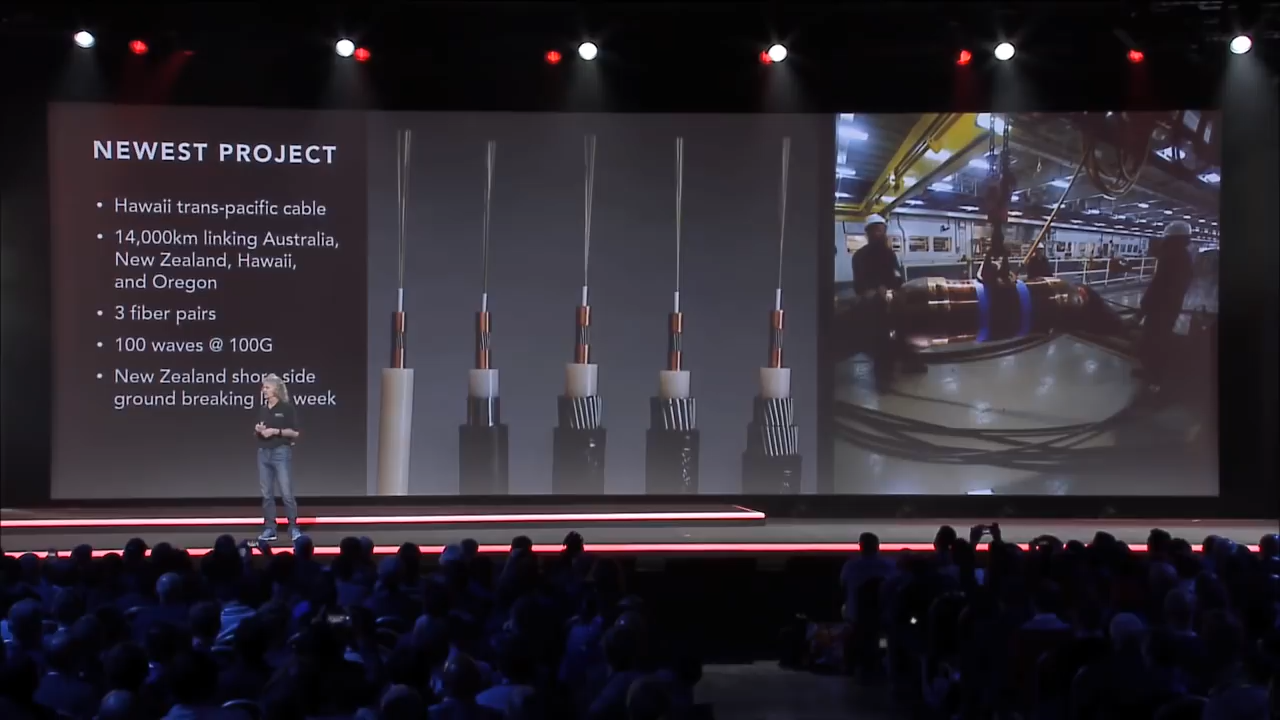 NEWEST PROJECT
• Hawaii trans-pacific cable
• 14,000km linking Australia,
New Zealand, Hawaii,
and Oregon
• 3 fiber pairs
• 100 waves @ 100G
• New Zealand shore side
ground breaking week